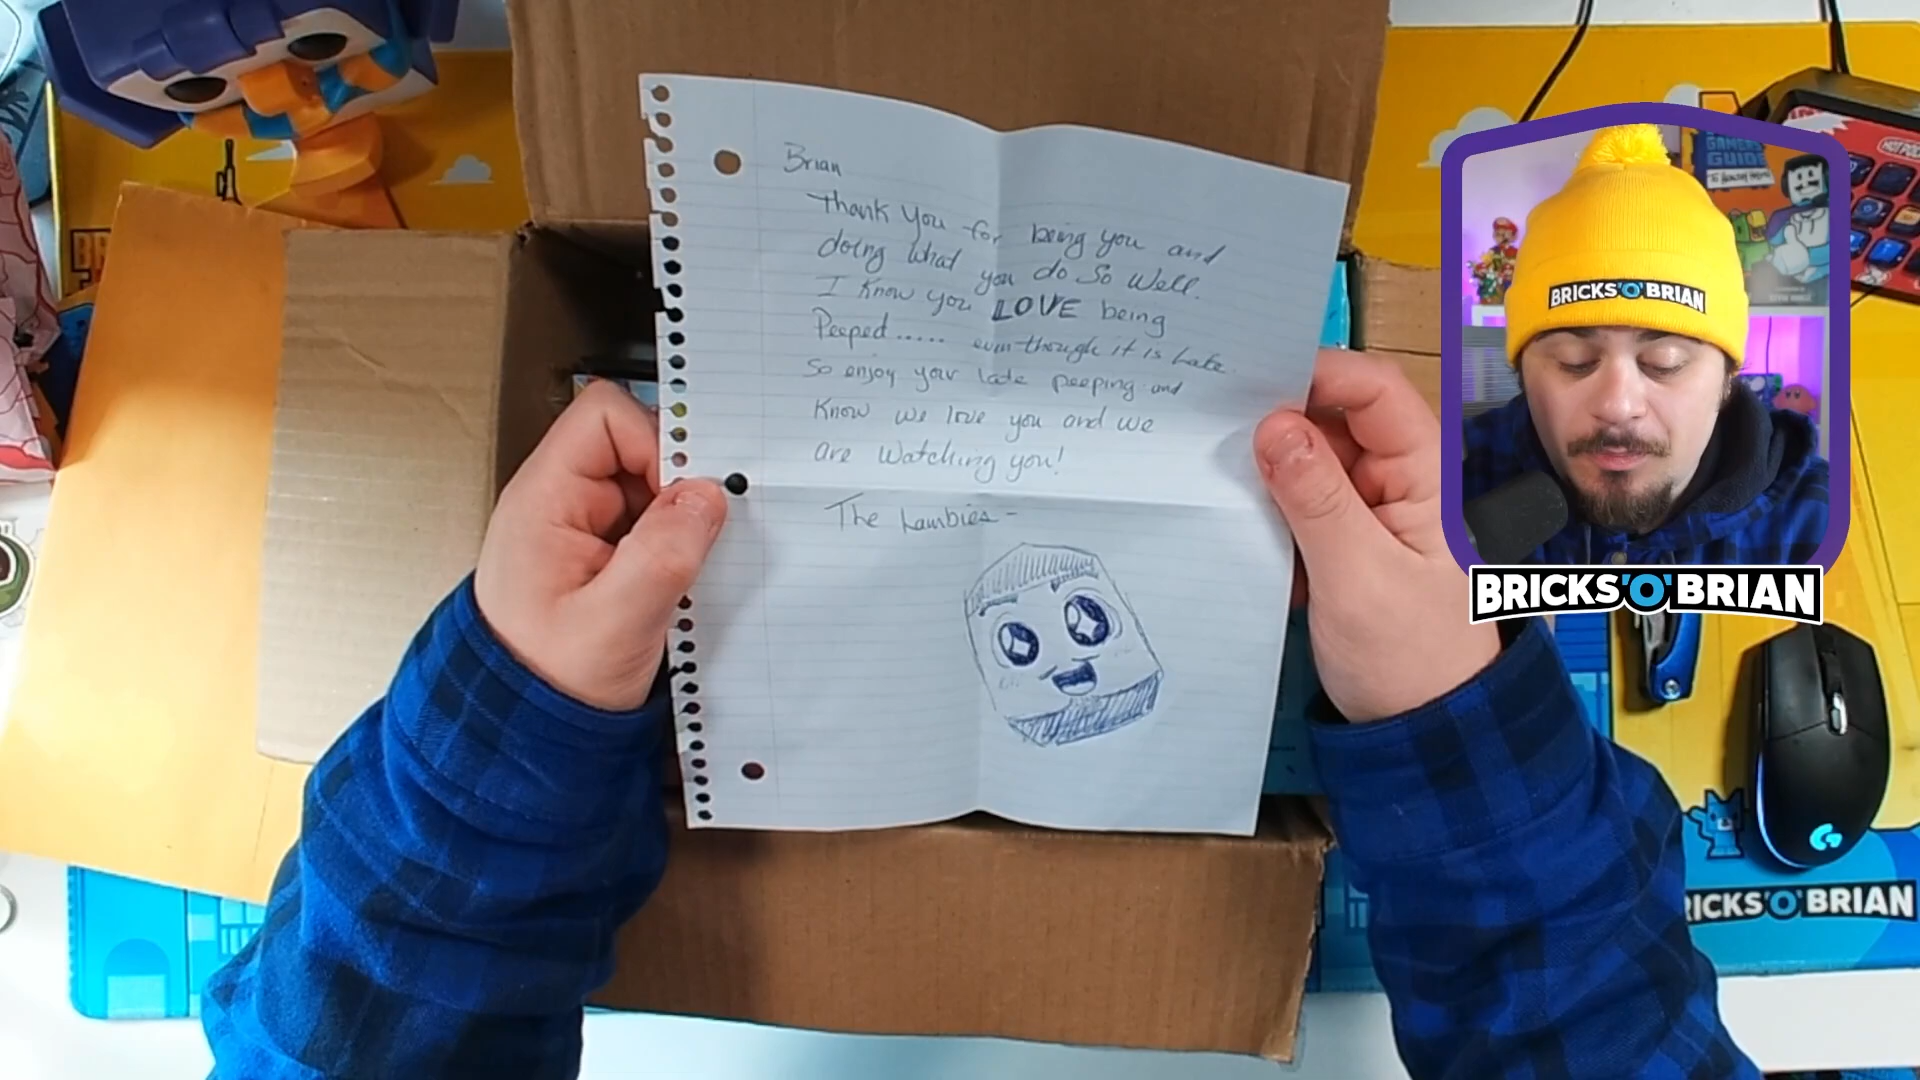 Brian
Thank You for being you and
doing what you do so well.
I know you LOVE being
Peeped..... even though it is Late.
So enjoy your late peeping and
Know we love you and we
are Watching you!
The Lambies-
GAMER'S
GUIDE
BRICKS'O'BRIAN
BRICKS'O'BRIAN
RICKS'O'BRIAN